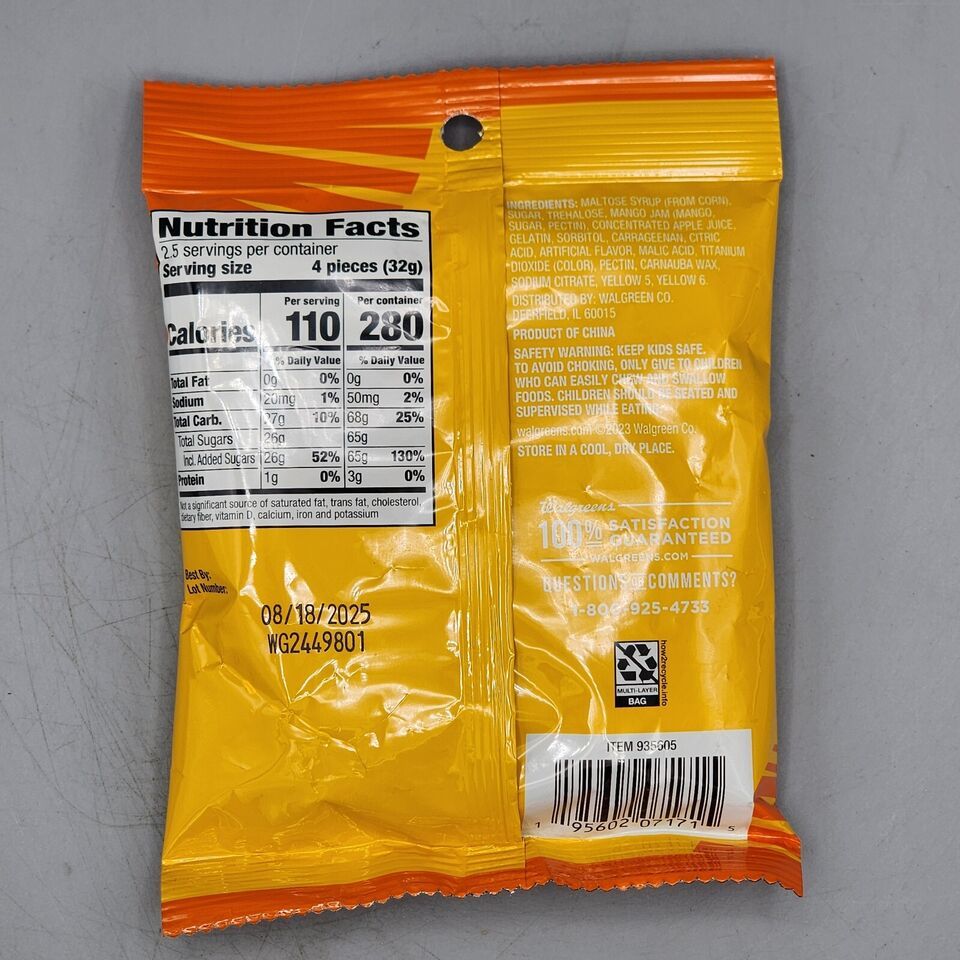 Nutrition Facts
2.5 servings per container
Serving size 4 pieces (32g)
Per serving Per container
Calories 110 280
% Daily Value % Daily Value
Total Fat 0g 0% 0g 0%
Sodium 20mg 1% 50mg 2%
Total Carb. 27g 10% 68g 25%
Total Sugars 26g 65g
Incl. Added Sugars 26g 52% 65g 130%
Protein 1g 0% 3g 0%
Not a significant source of saturated fat, trans fat, cholesterol,
dietary fiber, vitamin D, calcium, iron and potassium
Best By:
Lot Number:
08/18/2025
WG2449801
INGREDIENTS: MALTOSE SYRUP (FROM CORN),
SUGAR, TREHALOSE, MANGO JAM (MANGO,
SUGAR, PECTIN), CONCENTRATED APPLE JUICE,
GELATIN, SORBITOL, CARRAGEENAN, CITRIC
ACID, ARTIFICIAL FLAVOR, MALIC ACID, TITANIUM
DIOXIDE (COLOR), PECTIN, CARNAUBA WAX,
SODIUM CITRATE, YELLOW 5, YELLOW 6.
DISTRIBUTED BY: WALGREEN CO.
DEERFIELD, IL 60015
PRODUCT OF CHINA
SAFETY WARNING: KEEP KIDS SAFE.
TO AVOID CHOKING, ONLY GIVE TO CHILDREN
WHO CAN EASILY CHEW AND SWALLOW
FOODS. CHILDREN SHOULD BE SEATED AND
SUPERVISED WHILE EATING.
walgreens.com ©2023 Walgreen Co.
STORE IN A COOL, DRY PLACE.
Walgreens
100% SATISFACTION
GUARANTEED
WALGREENS.COM
QUESTIONS OR COMMENTS?
1-800-925-4733
how2recycle.info
MULTI-LAYER
BAG
ITEM 935605
1 95602 07171 5